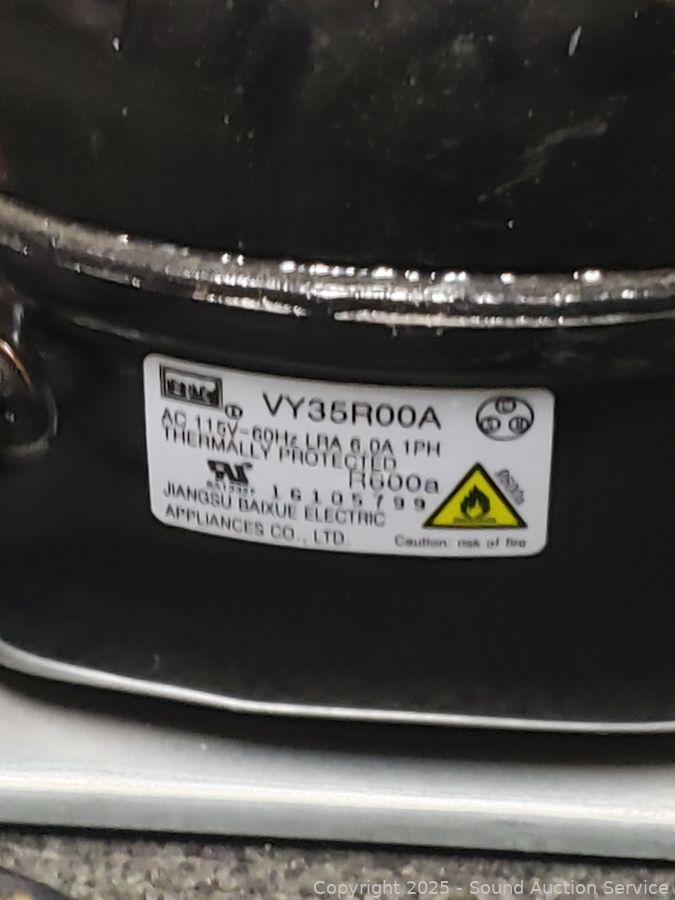 VY35R00A
AC 115V~60Hz LRA 6.0A 1PH
THERMALLY PROTECTED
R600a
16105799
JIANGSU BAIXUE ELECTRIC
APPLIANCES CO., LTD.
Caution: risk of fire
Copyright 2025 - Sound Auction Service